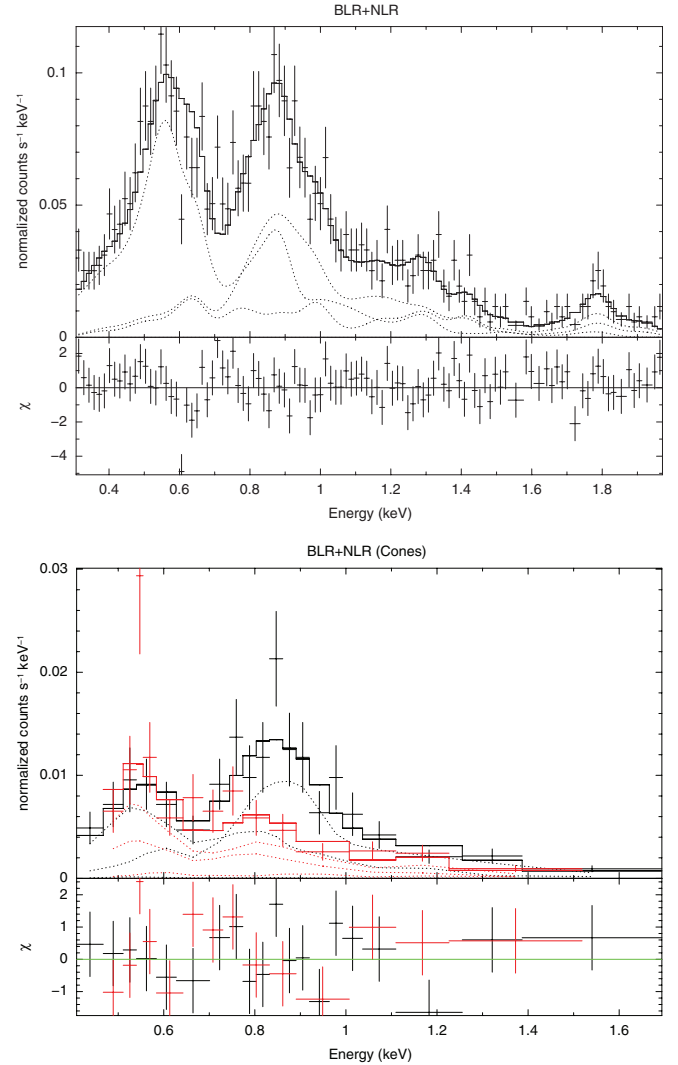 BLR+NLR
normalized counts s⁻¹ keV⁻¹
0.1
0.05
0
χ
2
0
−2
−4
0.4 0.6 0.8 1 1.2 1.4 1.6 1.8
Energy (keV)
BLR+NLR (Cones)
normalized counts s⁻¹ keV⁻¹
0.03
0.02
0.01
0
χ
2
1
0
−1
0.6 0.8 1 1.2 1.4 1.6
Energy (keV)